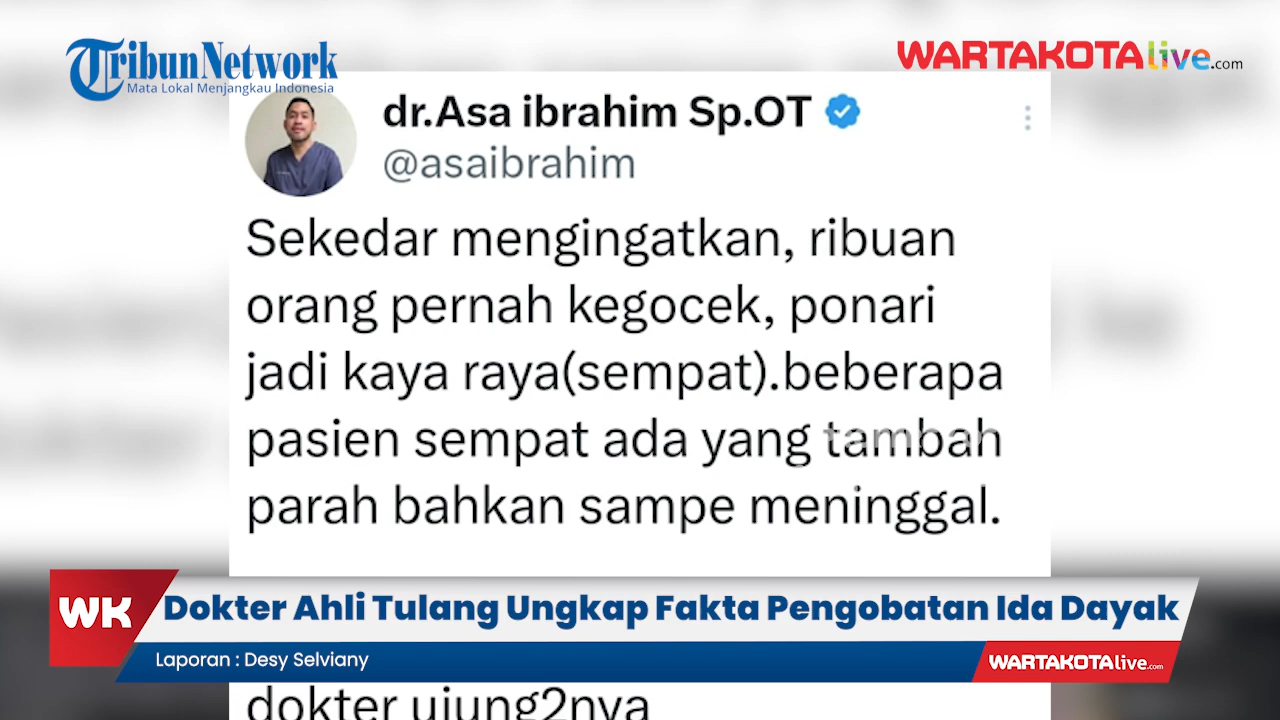 TribunNetwork
Mata Lokal Menjangkau Indonesia
WARTAKOTAlive.com
dr.Asa ibrahim Sp.OT
@asaibrahim
Sekedar mengingatkan, ribuan
orang pernah kegocek, ponari
jadi kaya raya(sempat).beberapa
pasien sempat ada yang tambah
parah bahkan sampe meninggal.
WK
Dokter Ahli Tulang Ungkap Fakta Pengobatan Ida Dayak
Laporan : Desy Selviany
WARTAKOTAlive.com
dokter ujung2nya